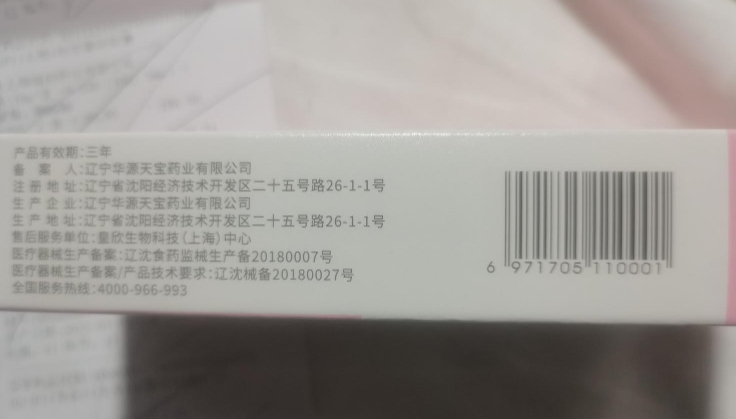 产品有效期:三年
备 案 人:辽宁华源天宝药业有限公司
注 册 地 址:辽宁省沈阳经济技术开发区二十五号路26-1-1号
生 产 企 业:辽宁华源天宝药业有限公司
生 产 地 址:辽宁省沈阳经济技术开发区二十五号路26-1-1号
售后服务单位:皇欣生物科技(上海)中心
医疗器械生产备案:辽沈食药监械生产备20180007号
医疗器械生产备案/产品技术要求:辽沈械备20180027号
全国服务热线:4000-966-993
6 971705 110001